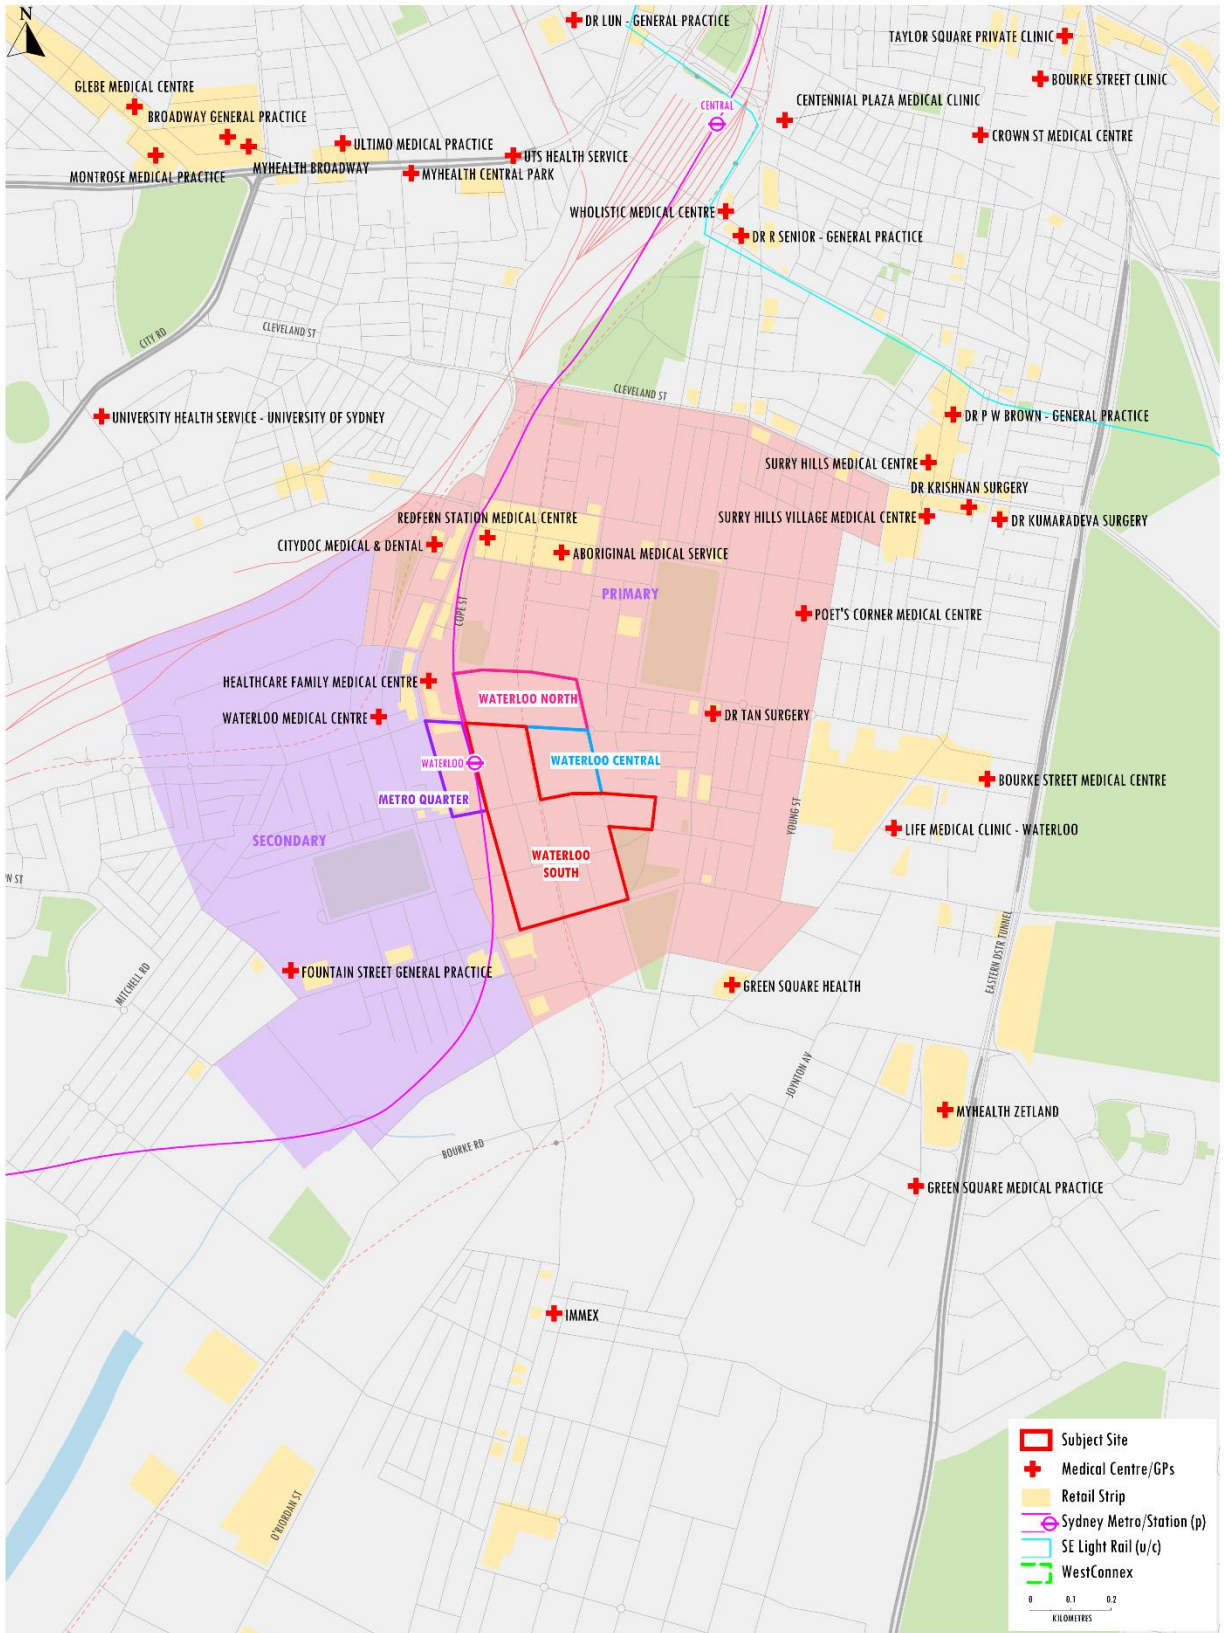 N
DR LUN - GENERAL PRACTICE
TAYLOR SQUARE PRIVATE CLINIC
BOURKE STREET CLINIC
GLEBE MEDICAL CENTRE
CENTRAL
CENTENNIAL PLAZA MEDICAL CLINIC
BROADWAY GENERAL PRACTICE
CROWN ST MEDICAL CENTRE
ULTIMO MEDICAL PRACTICE
UTS HEALTH SERVICE
MYHEALTH BROADWAY
MONTROSE MEDICAL PRACTICE
MYHEALTH CENTRAL PARK
WHOLISTIC MEDICAL CENTRE
DR R SENIOR - GENERAL PRACTICE
CITY RD
CLEVELAND ST
CLEVELAND ST
UNIVERSITY HEALTH SERVICE - UNIVERSITY OF SYDNEY
DR P W BROWN - GENERAL PRACTICE
SURRY HILLS MEDICAL CENTRE
DR KRISHNAN SURGERY
REDFERN STATION MEDICAL CENTRE
SURRY HILLS VILLAGE MEDICAL CENTRE
DR KUMARADEVA SURGERY
CITYDOC MEDICAL & DENTAL
ABORIGINAL MEDICAL SERVICE
PRIMARY
COPE ST
POET'S CORNER MEDICAL CENTRE
HEALTHCARE FAMILY MEDICAL CENTRE
WATERLOO NORTH
WATERLOO MEDICAL CENTRE
DR TAN SURGERY
WATERLOO
WATERLOO CENTRAL
BOURKE STREET MEDICAL CENTRE
METRO QUARTER
YOUNG ST
LIFE MEDICAL CLINIC - WATERLOO
SECONDARY
WATERLOO
SOUTH
N ST
EASTERN DSTR TUNNEL
FOUNTAIN STREET GENERAL PRACTICE
MITCHELL RD
GREEN SQUARE HEALTH
JOYNTON AV
MYHEALTH ZETLAND
BOURKE RD
GREEN SQUARE MEDICAL PRACTICE
IMMEX
O'RIORDAN ST
Subject Site
Medical Centre/GPs
Retail Strip
Sydney Metro/Station (p)
SE Light Rail (u/c)
WestConnex
0 0.1 0.2
KILOMETRES